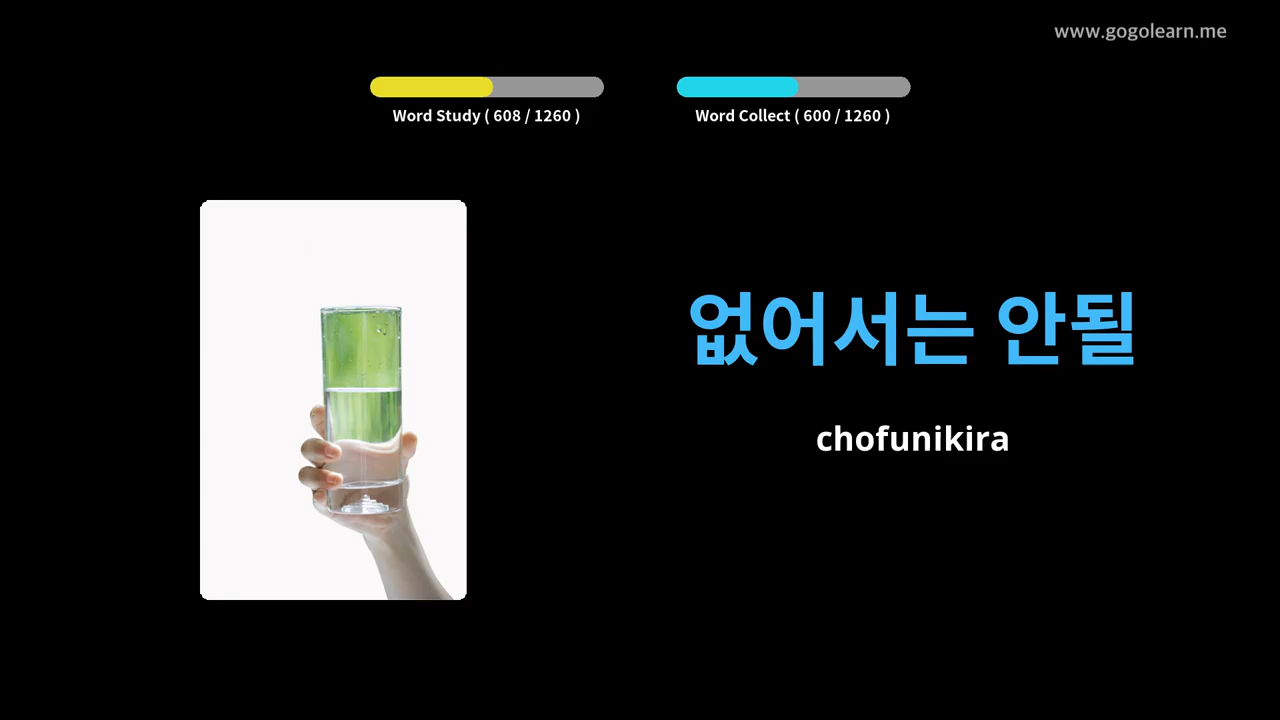 www.gogolearn.me
Word Study ( 608 / 1260 )
Word Collect ( 600 / 1260 )
없어서는 안될
chofunikira